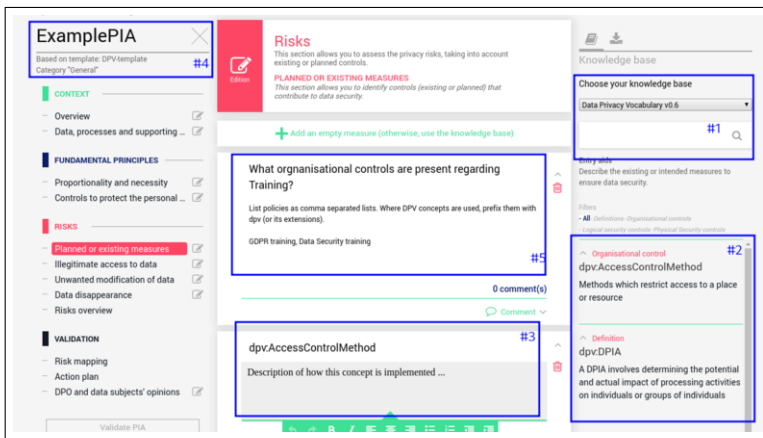 ExamplePIA
Based on template: DPV-template
Category "General"
#4
CONTEXT
Overview
Data, processes and supporting ...
FUNDAMENTAL PRINCIPLES
Proportionality and necessity
Controls to protect the personal ...
RISKS
Planned or existing measures
Illegitimate access to data
Unwanted modification of data
Data disappearance
Risks overview
VALIDATION
Risk mapping
Action plan
DPO and data subjects' opinions
Validate PIA
Edition
Risks
This section allows you to assess the privacy risks, taking into account
existing or planned controls.
PLANNED OR EXISTING MEASURES
This section allows you to identify controls (existing or planned) that
contribute to data security.
Add an empty measure (otherwise, use the knowledge base)
What orgnanisational controls are present regarding
Training?
List policies as comma separated lists. Where DPV concepts are used, prefix them with
dpv (or its extensions).
GDPR training, Data Security training
#5
0 comment(s)
Comment
#3
dpv:AccessControlMethod
Description of how this concept is implemented ...
B I
Knowledge base
Choose your knowledge base
Data Privacy Vocabulary v0.6
#1
Entry aids
Describe the existing or intended measures to
ensure data security.
Filters
- All -Definitions- Organisational controls
- Logical security controls- Physical Security controls
#2
Organisational control
dpv:AccessControlMethod
Methods which restrict access to a place
or resource
Definition
dpv:DPIA
A DPIA involves determining the potential
and actual impact of processing activities
on individuals or groups of individuals